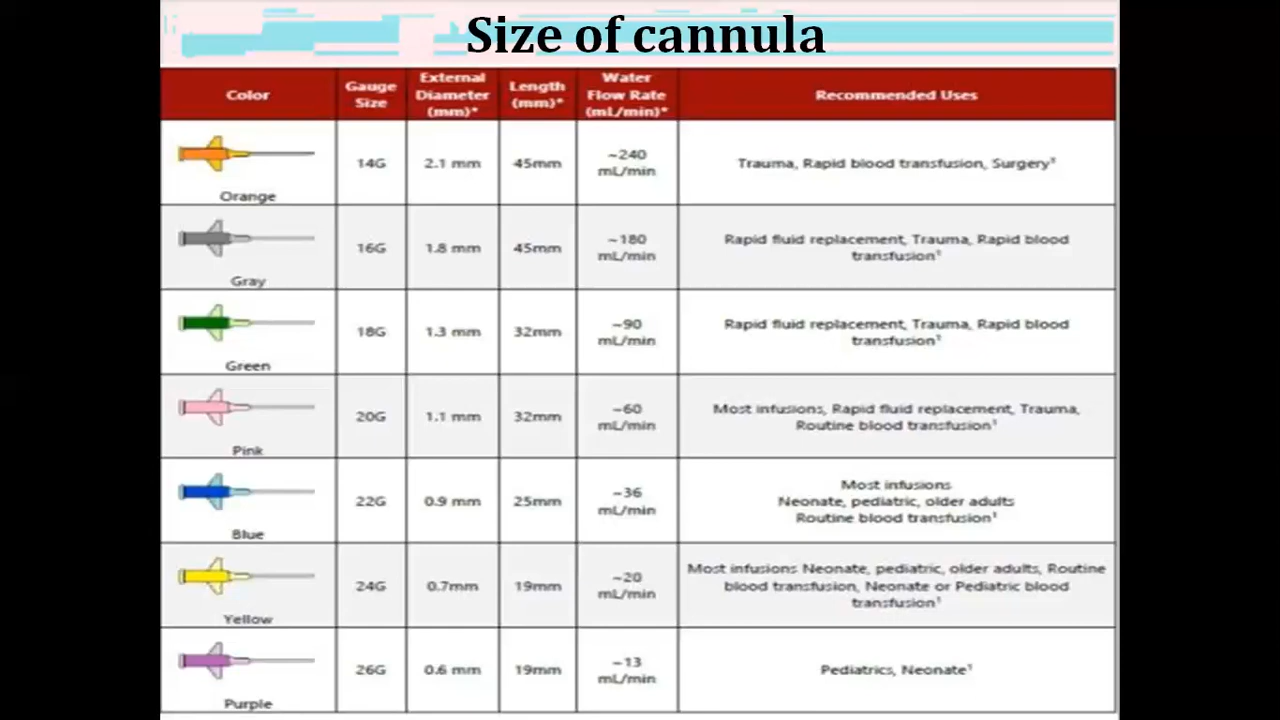 Size of cannula
Color
Gauge
Size
External
Diameter
(mm)*
Length
(mm)*
Water
Flow Rate
(mL/min)*
Recommended Uses
Orange
14G
2.1 mm
45mm
~240
mL/min
Trauma, Rapid blood transfusion, Surgery¹
Gray
16G
1.8 mm
45mm
~180
mL/min
Rapid fluid replacement, Trauma, Rapid blood
transfusion¹
Green
18G
1.3 mm
32mm
~90
mL/min
Rapid fluid replacement, Trauma, Rapid blood
transfusion¹
Pink
20G
1.1 mm
32mm
~60
mL/min
Most infusions, Rapid fluid replacement, Trauma,
Routine blood transfusion¹
Blue
22G
0.9 mm
25mm
~36
mL/min
Most infusions
Neonate, pediatric, older adults
Routine blood transfusion¹
Yellow
24G
0.7mm
19mm
~20
mL/min
Most infusions Neonate, pediatric, older adults, Routine
blood transfusion, Neonate or Pediatric blood
transfusion¹
Purple
26G
0.6 mm
19mm
~13
mL/min
Pediatrics, Neonate¹